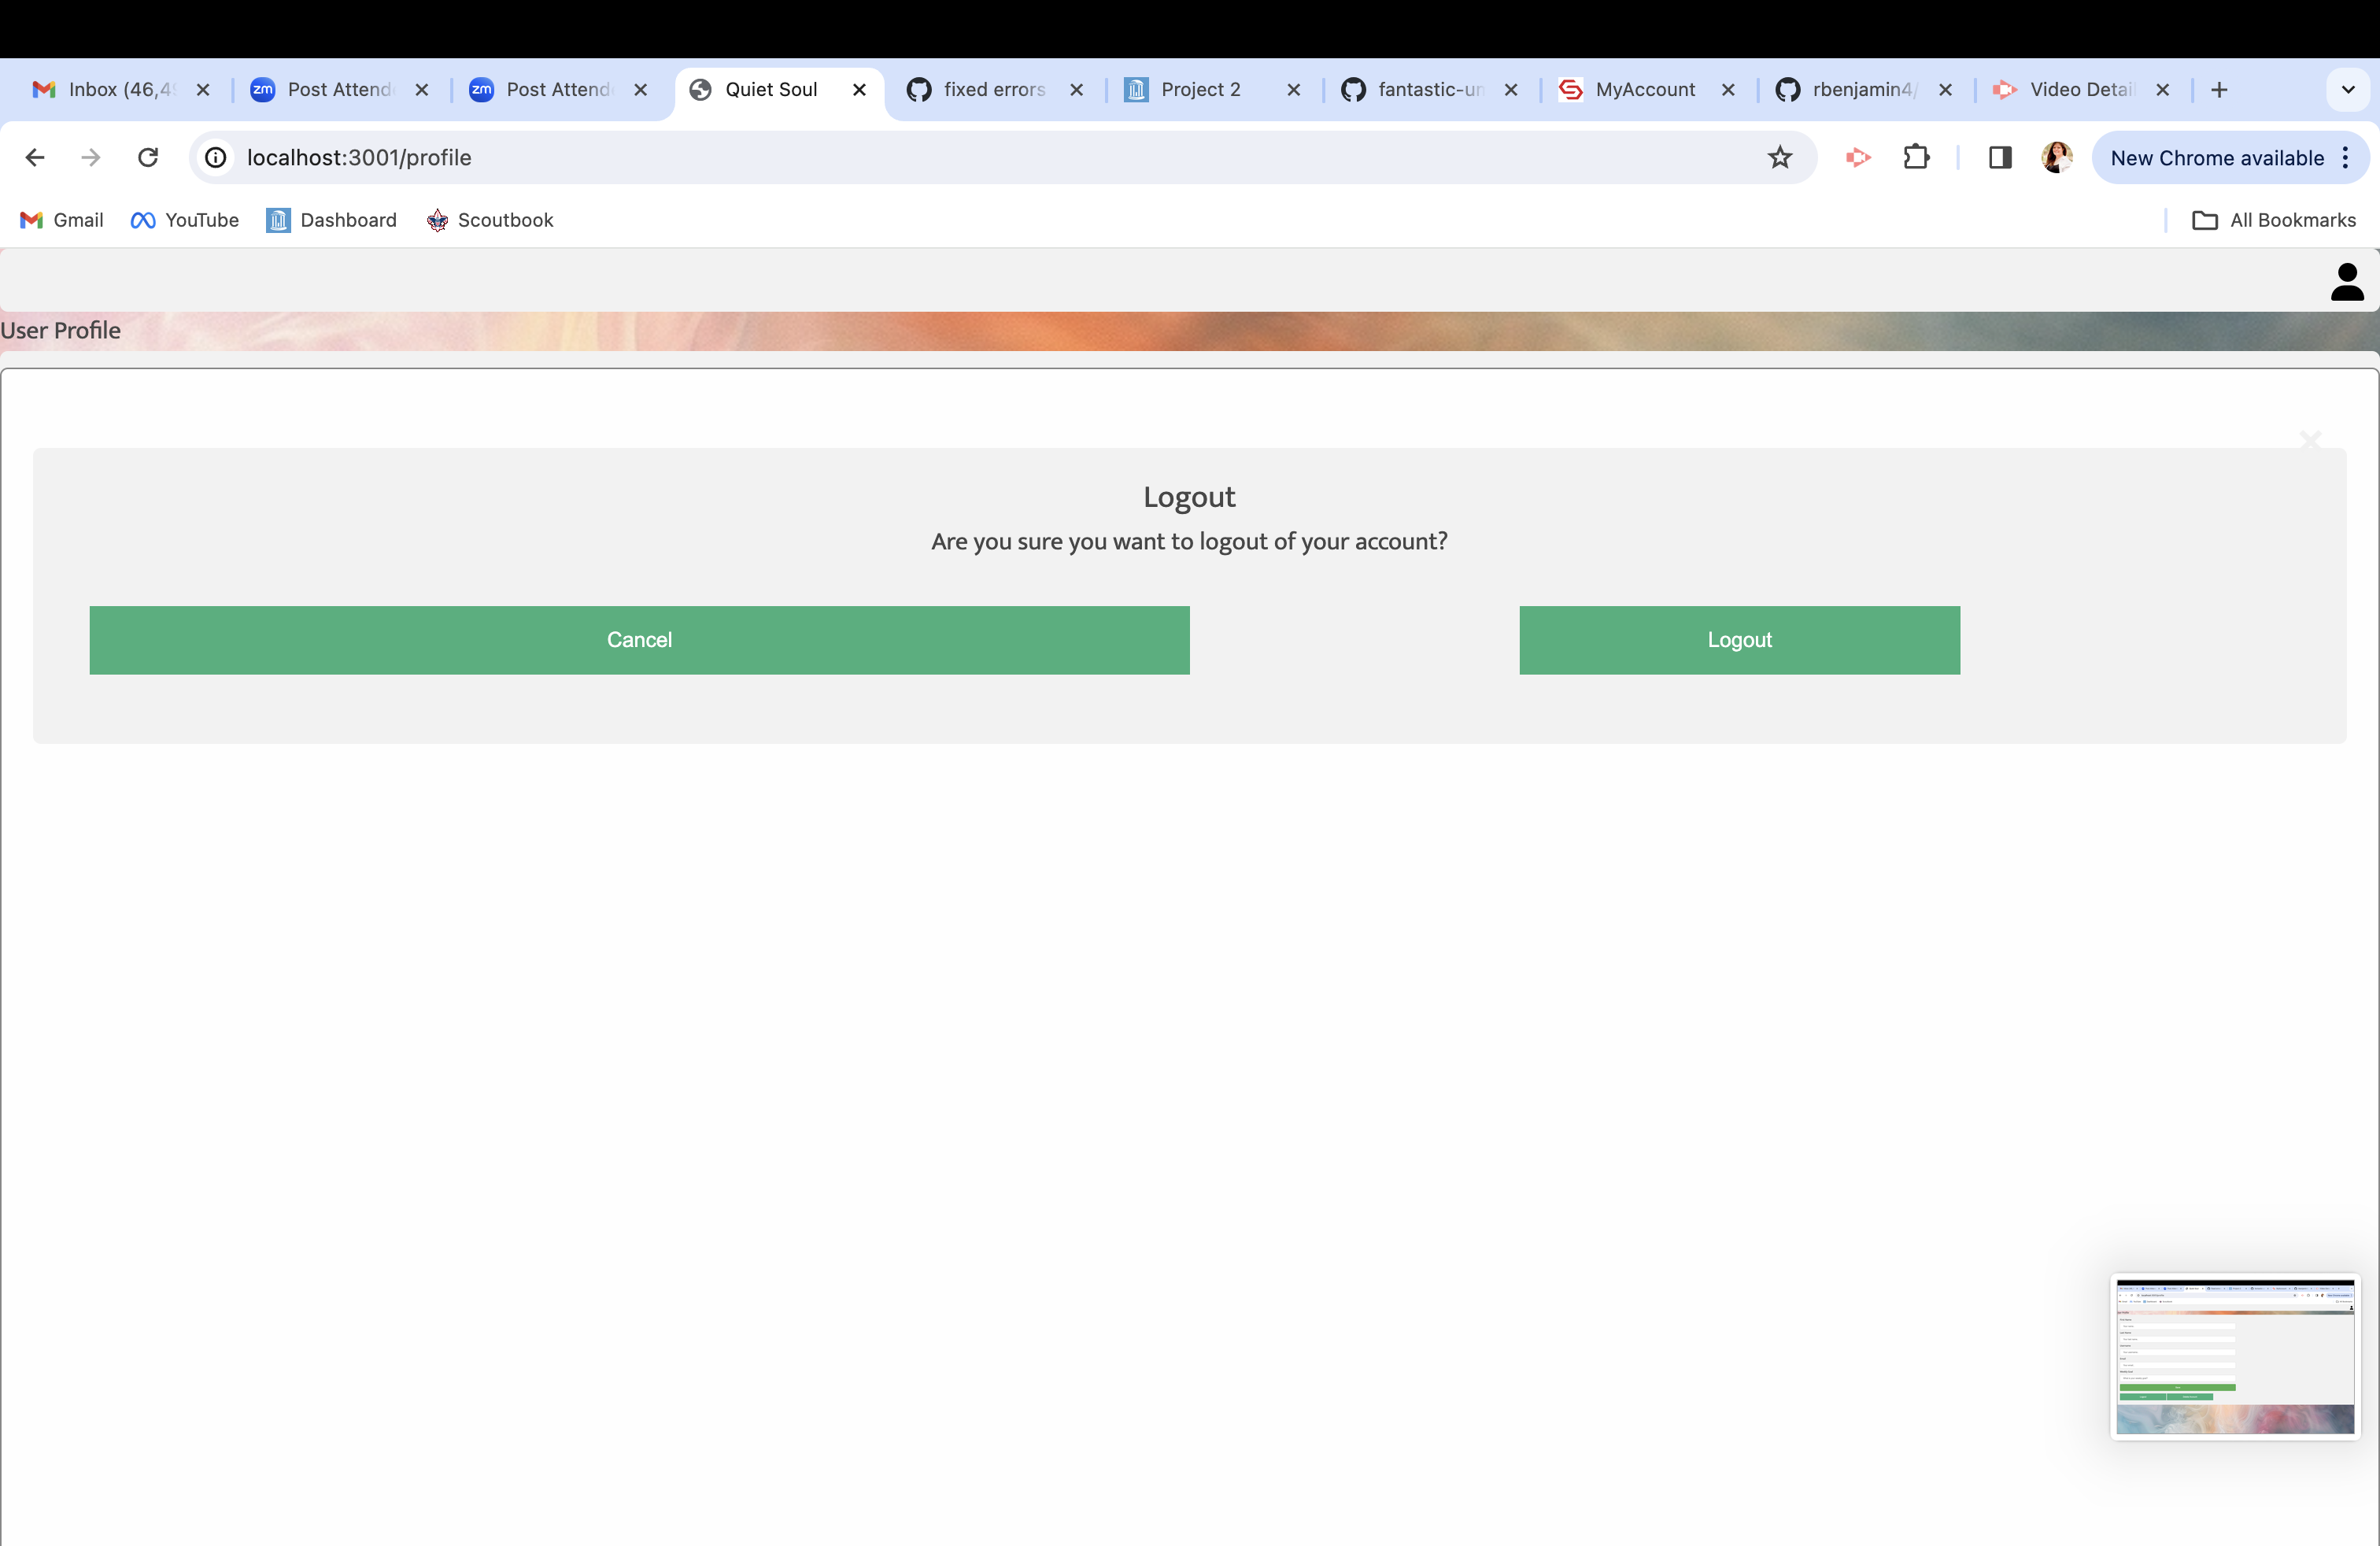 Inbox (46,4
Post Attend
Post Attend
Quiet Soul
fixed errors
Project 2
fantastic-un
MyAccount
rbenjamin4/
Video Detail
localhost:3001/profile
New Chrome available
Gmail
YouTube
Dashboard
Scoutbook
All Bookmarks
User Profile
Logout
Are you sure you want to logout of your account?
Cancel
Logout